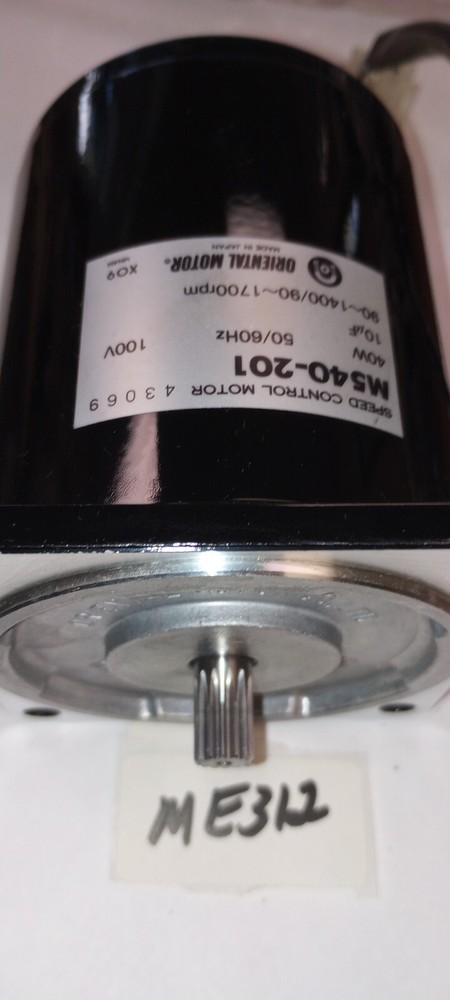 SPEED CONTROL MOTOR 43069
M540-201
40W 50/60Hz 100V
10μF
90~1400/90~1700rpm
ORIENTAL MOTOR®
MADE IN JAPAN
XO9
ME312